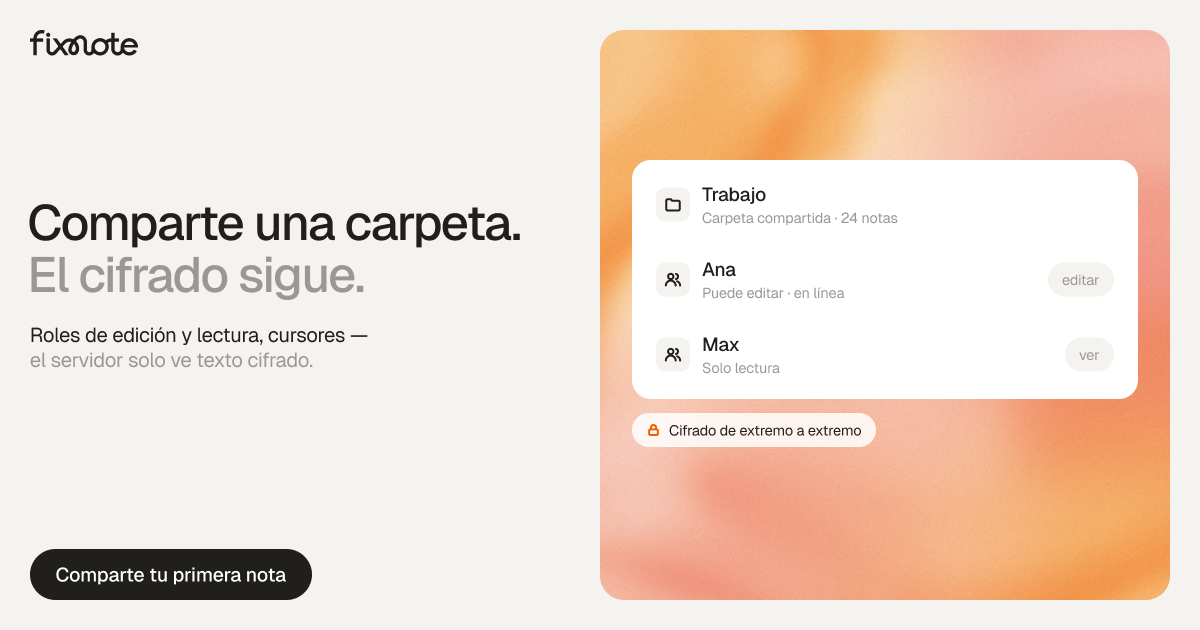 fixnote
Comparte una carpeta.
El cifrado sigue.
Roles de edición y lectura, cursores —
el servidor solo ve texto cifrado.
Comparte tu primera nota
Trabajo
Carpeta compartida · 24 notas
Ana
Puede editar · en línea
editar
Max
Solo lectura
ver
Cifrado de extremo a extremo